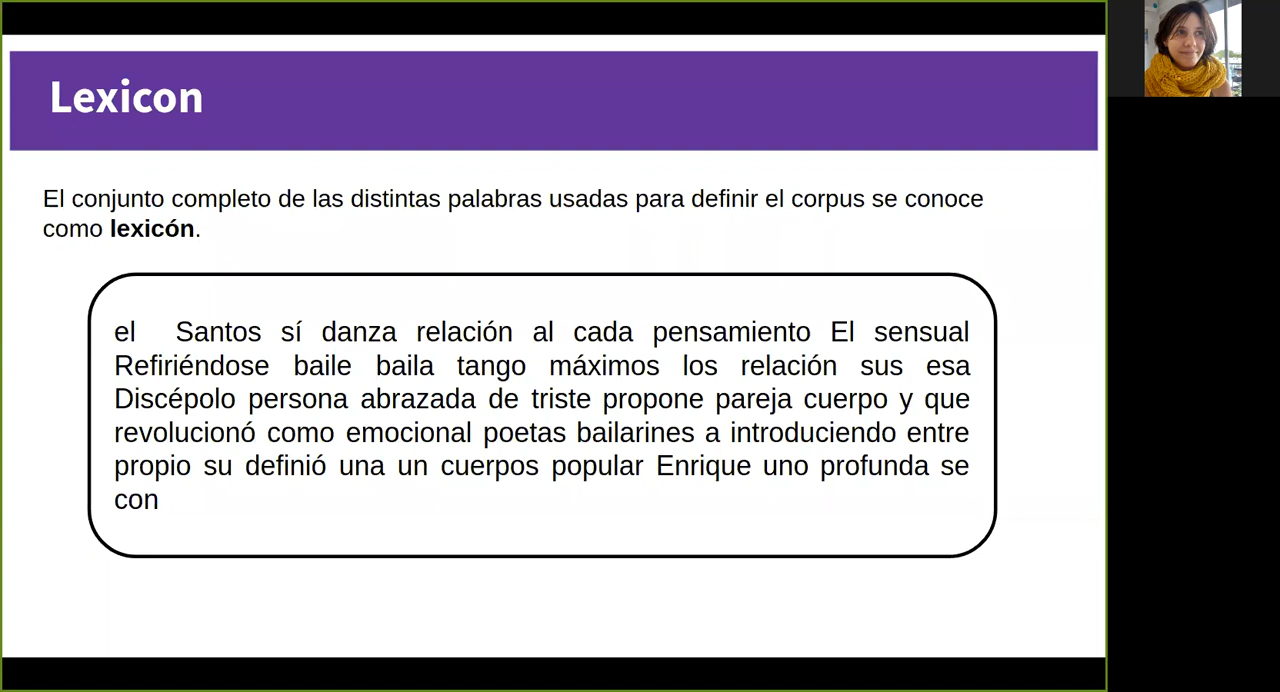 Lexicon
El conjunto completo de las distintas palabras usadas para definir el corpus se conoce
como lexicón.
el Santos sí danza relación al cada pensamiento El sensual
Refiriéndose baile baila tango máximos los relación sus esa
Discépolo persona abrazada de triste propone pareja cuerpo y que
revolucionó como emocional poetas bailarines a introduciendo entre
propio su definió una un cuerpos popular Enrique uno profunda se
con